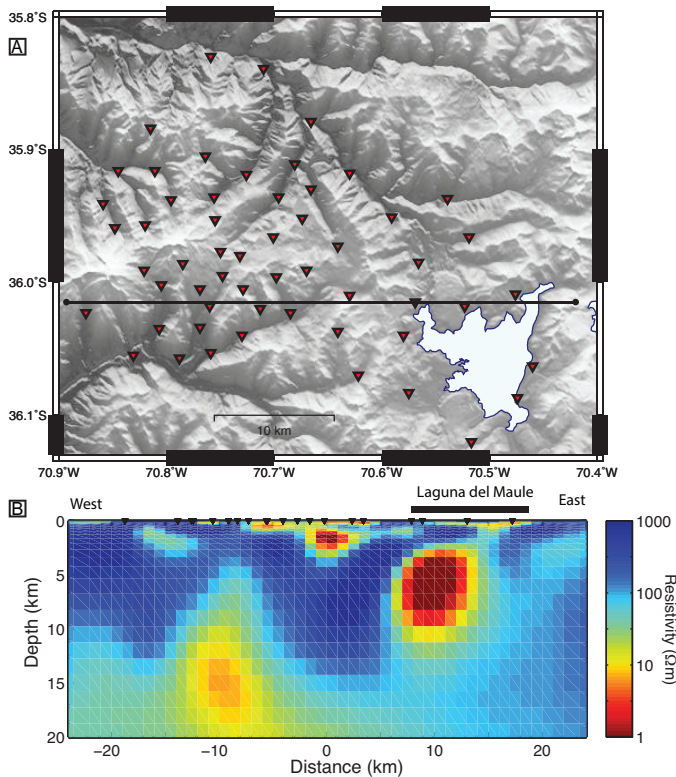 35.8°S
A
35.9°S
36.0°S
36.1°S
10 km
70.9°W 70.8°W 70.7°W 70.6°W 70.5°W 70.4°W
B
West
Laguna del Maule
East
0
5
10
15
20
Depth (km)
−20 −10 0 10 20
Distance (km)
1000
100
10
1
Resistivity (Ωm)